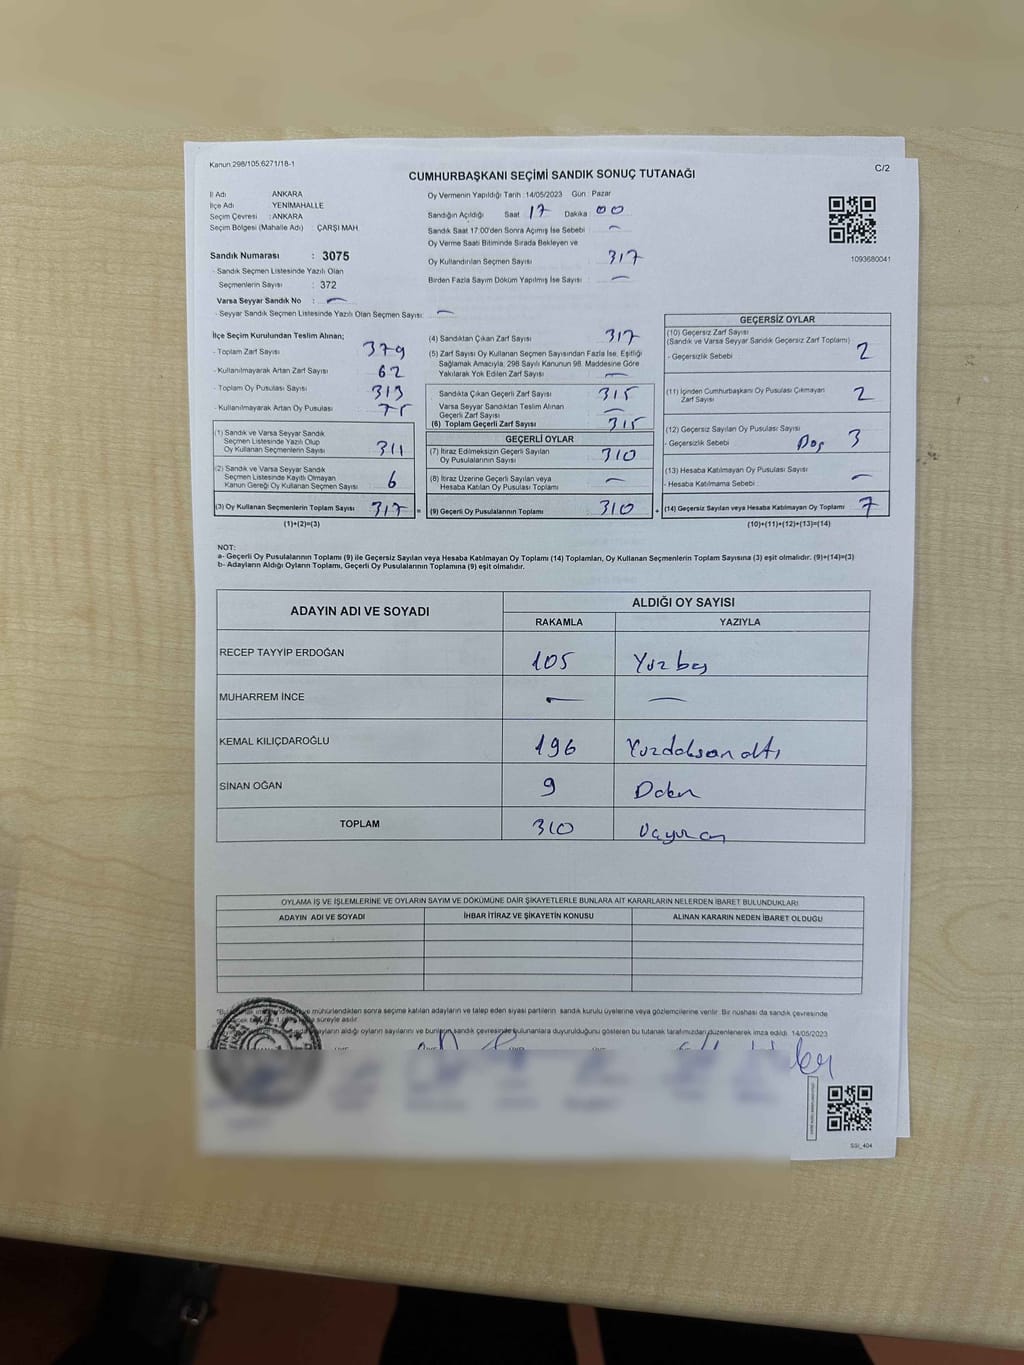 Kanun 298/105,6271/18-1
C/2
CUMHURBAŞKANI SEÇİMİ SANDIK SONUÇ TUTANAĞI
İl Adı ANKARA
İlçe Adı YENİMAHALLE
Seçim Çevresi : ANKARA
Seçim Bölgesi (Mahalle Adı) : ÇARŞI MAH.
Sandık Numarası : 3075
- Sandık Seçmen Listesinde Yazılı Olan
Seçmenlerin Sayısı : 372
Varsa Seyyar Sandık No : —
- Seyyar Sandık Seçmen Listesinde Yazılı Olan Seçmen Sayısı: —
Oy Vermenin Yapıldığı Tarih : 14/05/2023 Gün : Pazar
Sandığın Açıldığı Saat 17 Dakika 00
Sandık Saat 17.00'den Sonra Açımış İse Sebebi —
Oy Verme Saati Bitiminde Sırada Bekleyen ve
Oy Kullandırılan Seçmen Sayısı 317
Birden Fazla Sayım Döküm Yapılmış İse Sayısı —
1093680041
İlçe Seçim Kurulundan Teslim Alınan;
- Toplam Zarf Sayısı 379
- Kullanılmayarak Artan Zarf Sayısı 62
- Toplam Oy Pusulası Sayısı 313
- Kullanılmayarak Artan Oy Pusulası 75
(1) Sandık ve Varsa Seyyar Sandık
Seçmen Listesinde Yazılı Olup
Oy Kullanan Seçmenlerin Sayısı 311
(2) Sandık ve Varsa Seyyar Sandık
Seçmen Listesinde Kayıtlı Olmayan
Kanun Gereği Oy Kullanan Seçmen Sayısı 6
(3) Oy Kullanan Seçmenlerin Toplam Sayısı 317 =
(1)+(2)=(3)
(4) Sandıktan Çıkan Zarf Sayısı 317
(5) Zarf Sayısı Oy Kullanan Seçmen Sayısından Fazla İse, Eşitliği
Sağlamak Amacıyla; 298 Sayılı Kanunun 98. Maddesine Göre
Yakılarak Yok Edilen Zarf Sayısı —
Sandıkta Çıkan Geçerli Zarf Sayısı 315
Varsa Seyyar Sandıktan Teslim Alınan
Geçerli Zarf Sayısı —
(6) Toplam Geçerli Zarf Sayısı 315
GEÇERLİ OYLAR
(7) İtiraz Edilmeksizin Geçerli Sayılan
Oy Pusulalarının Sayısı 310
(8) İtiraz Üzerine Geçerli Sayılan veya
Hesaba Katılan Oy Pusulası Toplamı —
(9) Geçerli Oy Pusulalarının Toplamı 310 +
GEÇERSİZ OYLAR
(10) Geçersiz Zarf Sayısı
(Sandık ve Varsa Seyyar Sandık Geçersiz Zarf Toplamı)
- Geçersizlik Sebebi 2
(11) İçinden Cumhurbaşkanı Oy Pusulası Çıkmayan
Zarf Sayısı 2
(12) Geçersiz Sayılan Oy Pusulası Sayısı
- Geçersizlik Sebebi 3
(13) Hesaba Katılmayan Oy Pusulası Sayısı
- Hesaba Katılmama Sebebi : —
(14) Geçersiz Sayılan veya Hesaba Katılmayan Oy Toplamı 7
(10)+(11)+(12)+(13)=(14)
NOT:
a- Geçerli Oy Pusulalarının Toplamı (9) ile Geçersiz Sayılan veya Hesaba Katılmayan Oy Toplamı (14) Toplamları, Oy Kullanan Seçmenlerin Toplam Sayısına (3) eşit olmalıdır. (9)+(14)=(3)
b- Adayların Aldığı Oyların Toplamı, Geçerli Oy Pusulalarının Toplamına (9) eşit olmalıdır.
ADAYIN ADI VE SOYADI ALDIĞI OY SAYISI
RAKAMLA YAZIYLA
RECEP TAYYİP ERDOĞAN 105 Yüzbeş
MUHARREM İNCE — —
KEMAL KILIÇDAROĞLU 196 Yüzdoksan altı
SİNAN OĞAN 9 Dokuz
TOPLAM 310 Üçyüzon
OYLAMA İŞ VE İŞLEMLERİNE VE OYLARIN SAYIM VE DÖKÜMÜNE DAİR ŞİKAYETLERLE BUNLARA AİT KARARLARIN NELERDEN İBARET BULUNDUKLARI
ADAYIN ADI VE SOYADI İHBAR İTİRAZ VE ŞİKAYETİN KONUSU ALINAN KARARIN NEDEN İBARET OLDUĞU
ve mühürlendikten sonra seçime katılan adayların ve talep eden siyasi partilerin sandık kurulu üyelerine veya gözlemcilerine verilir. Bir nüshası da sandık çevresinde
süreyle asılır.
adayların aldığı oyların sayılarını ve bunların sandık çevresinde bulunanlara duyurulduğunu gösteren bu tutanak tarafımızdan düzenlenerek imza edildi. 14/05/2023
SSI_404